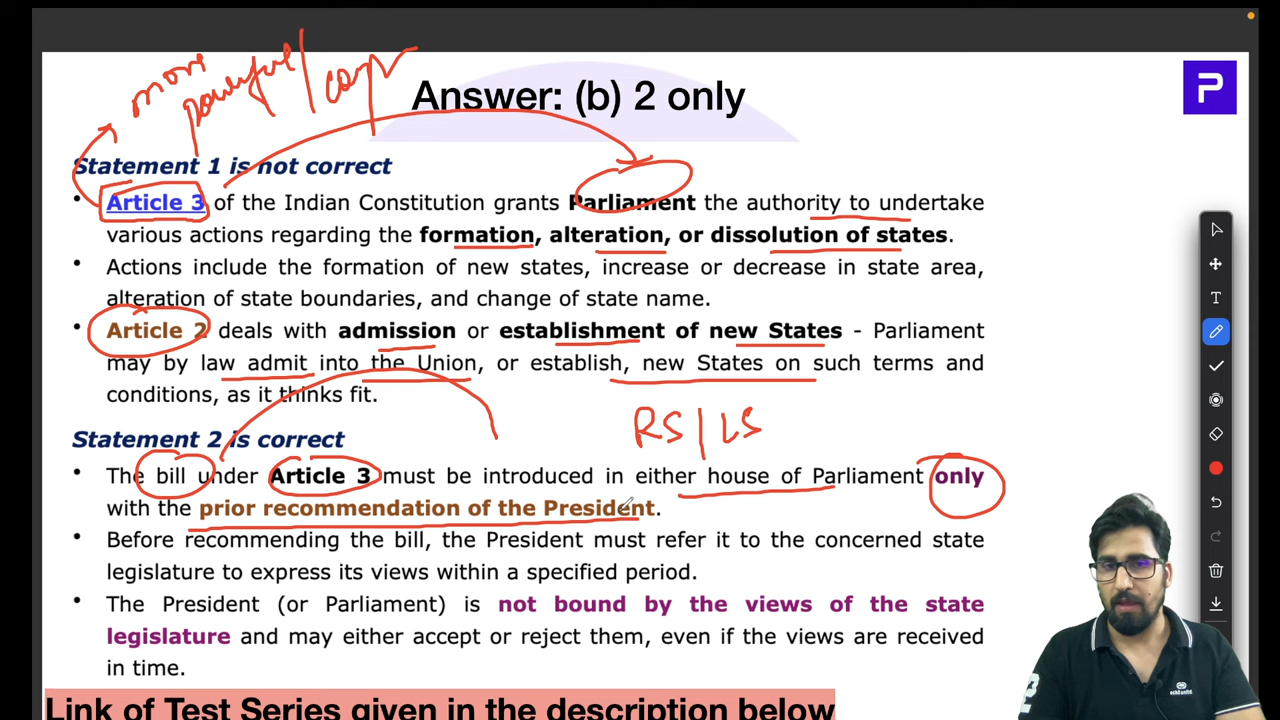 more
powerful/comp
Answer: (b) 2 only
P
Statement 1 is not correct
• Article 3 of the Indian Constitution grants Parliament the authority to undertake
various actions regarding the formation, alteration, or dissolution of states.
• Actions include the formation of new states, increase or decrease in state area,
alteration of state boundaries, and change of state name.
• Article 2 deals with admission or establishment of new States - Parliament
may by law admit into the Union, or establish, new States on such terms and
conditions, as it thinks fit.
RS/LS
Statement 2 is correct
• The bill under Article 3 must be introduced in either house of Parliament only
with the prior recommendation of the President.
• Before recommending the bill, the President must refer it to the concerned state
legislature to express its views within a specified period.
• The President (or Parliament) is not bound by the views of the state
legislature and may either accept or reject them, even if the views are received
in time.
Link of Test Series given in the description below
T